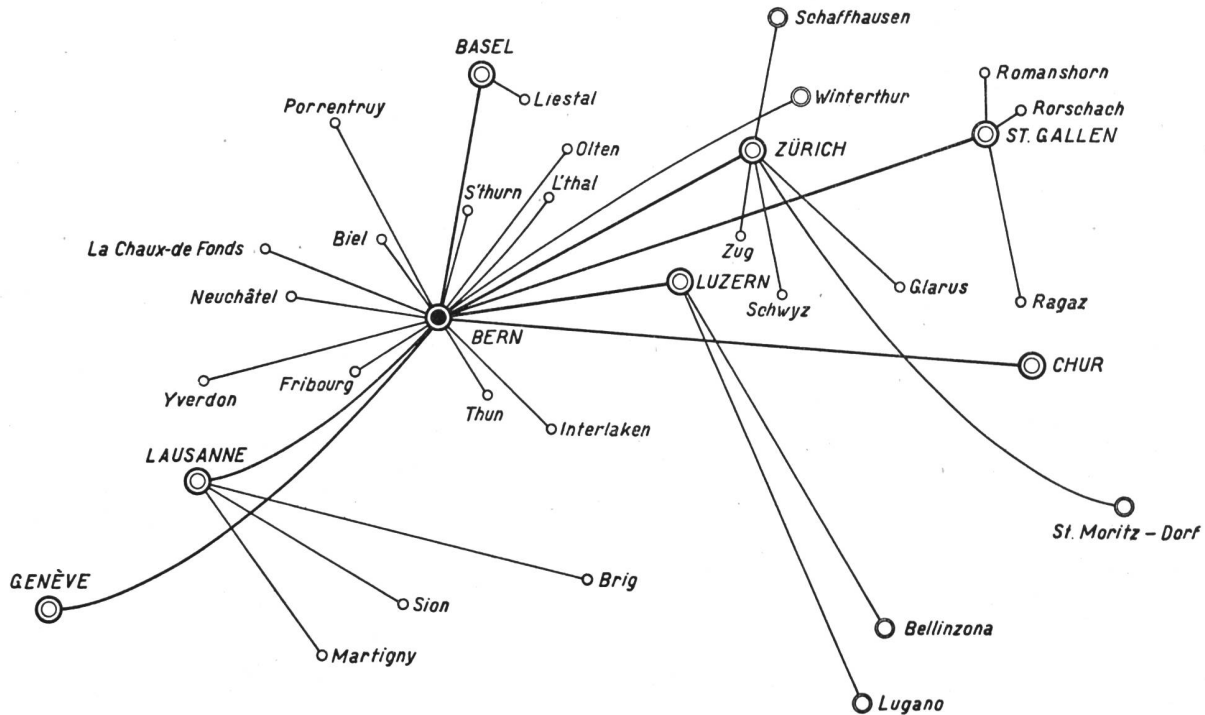 Schaffhausen
BASEL
Romanshorn
Liestal
Winterthur
Porrentruy
Rorschach
ST. GALLEN
Olten
ZÜRICH
S'thurn
L'thal
Biel
La Chaux-de Fonds
Zug
Neuchâtel
LUZERN
Glarus
Schwyz
Ragaz
BERN
CHUR
Fribourg
Yverdon
Thun
Interlaken
LAUSANNE
St. Moritz – Dorf
GENÈVE
Brig
Sion
Bellinzona
Martigny
Lugano